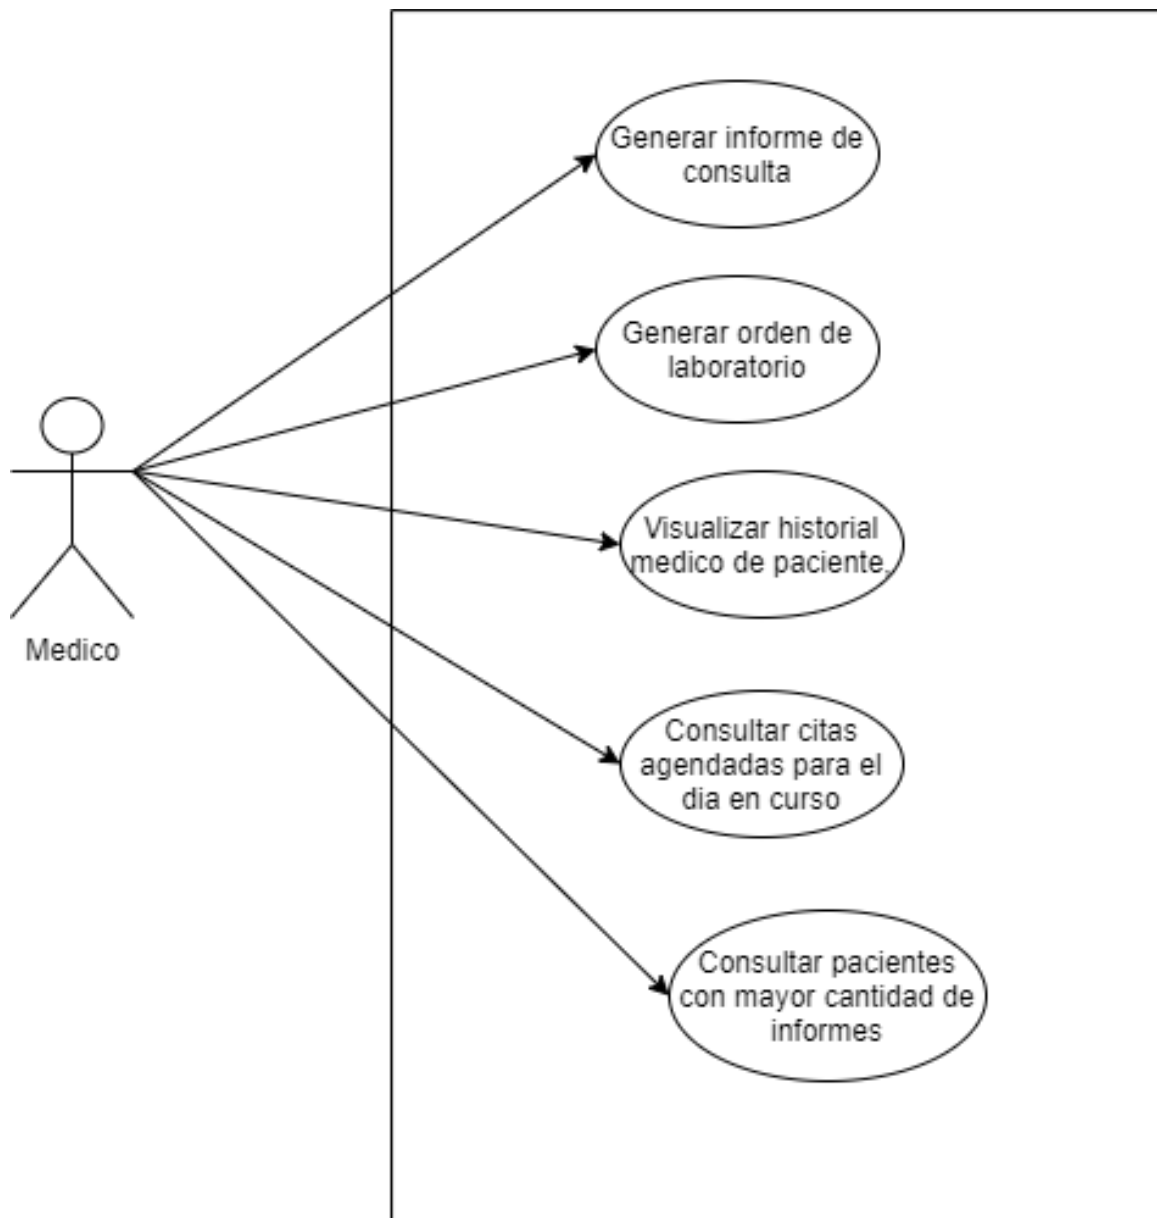 Generar informe de
consulta
Generar orden de
laboratorio
Visualizar historial
medico de paciente.
Medico
Consultar citas
agendadas para el
dia en curso
Consultar pacientes
con mayor cantidad de
informes